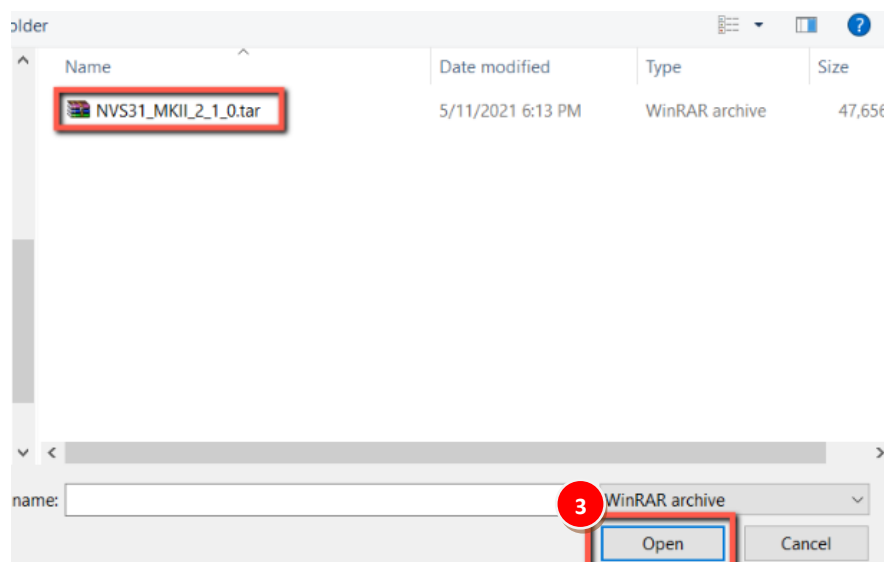 older
Name Date modified Type Size
NVS31_MKII_2_1_0.tar 5/11/2021 6:13 PM WinRAR archive 47,656
name: 3 WinRAR archive
Open Cancel